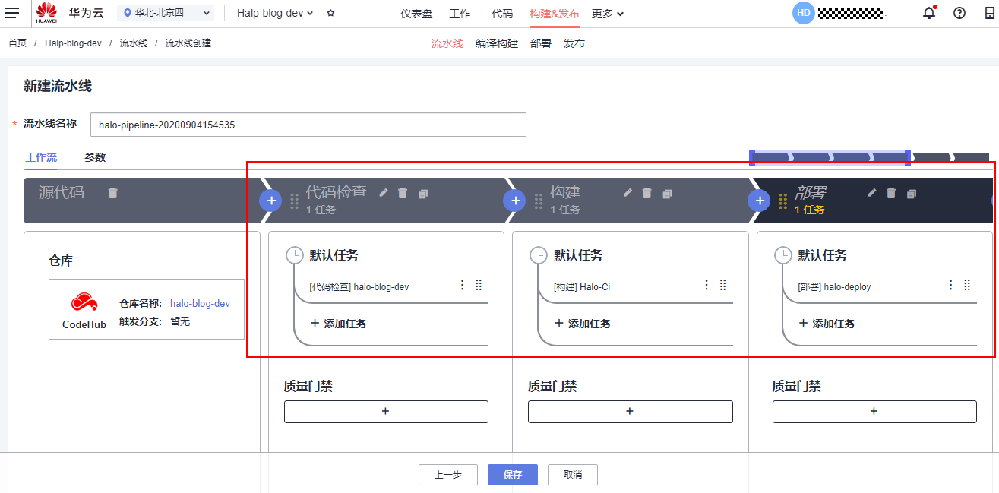 HUAWEI 华为云 华北-北京四 Halp-blog-dev 仪表盘 工作 代码 构建&发布 更多 HD
首页 / Halp-blog-dev / 流水线 / 流水线创建 流水线 编译构建 部署 发布
新建流水线
* 流水线名称 halo-pipeline-20200904154535
工作流 参数
源代码 + 代码检查 + 构建 + 部署
1 任务 1 任务 1 任务
仓库 默认任务 默认任务 默认任务
[代码检查] halo-blog-dev [构建] Halo-Ci [部署] halo-deploy
仓库名称: halo-blog-dev
CodeHub 触发分支: 暂无
+ 添加任务 + 添加任务 + 添加任务
质量门禁 质量门禁 质量门禁
+ + +
上一步 保存 取消